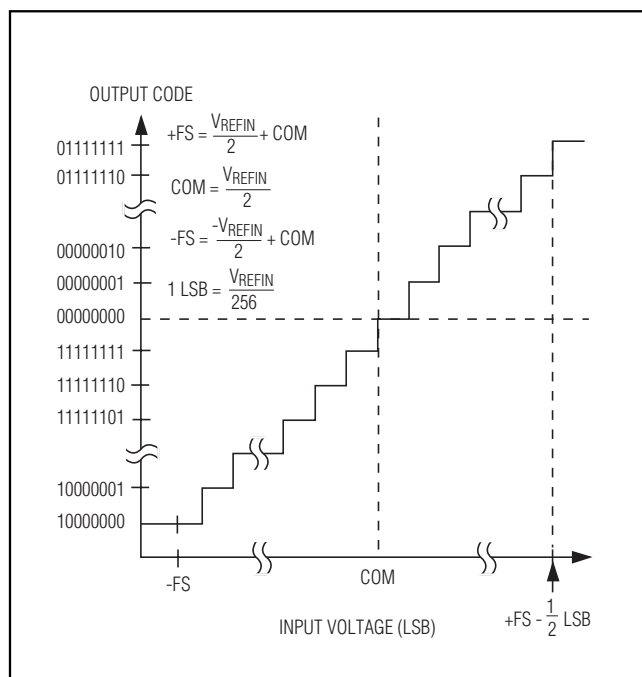 OUTPUT CODE
+FS = V_REFIN/2 + COM
COM = V_REFIN/2
-FS = -V_REFIN/2 + COM
1 LSB = V_REFIN/256
01111111
01111110
00000010
00000001
00000000
11111111
11111110
11111101
10000001
10000000
-FS
COM
+FS - 1/2 LSB
INPUT VOLTAGE (LSB)